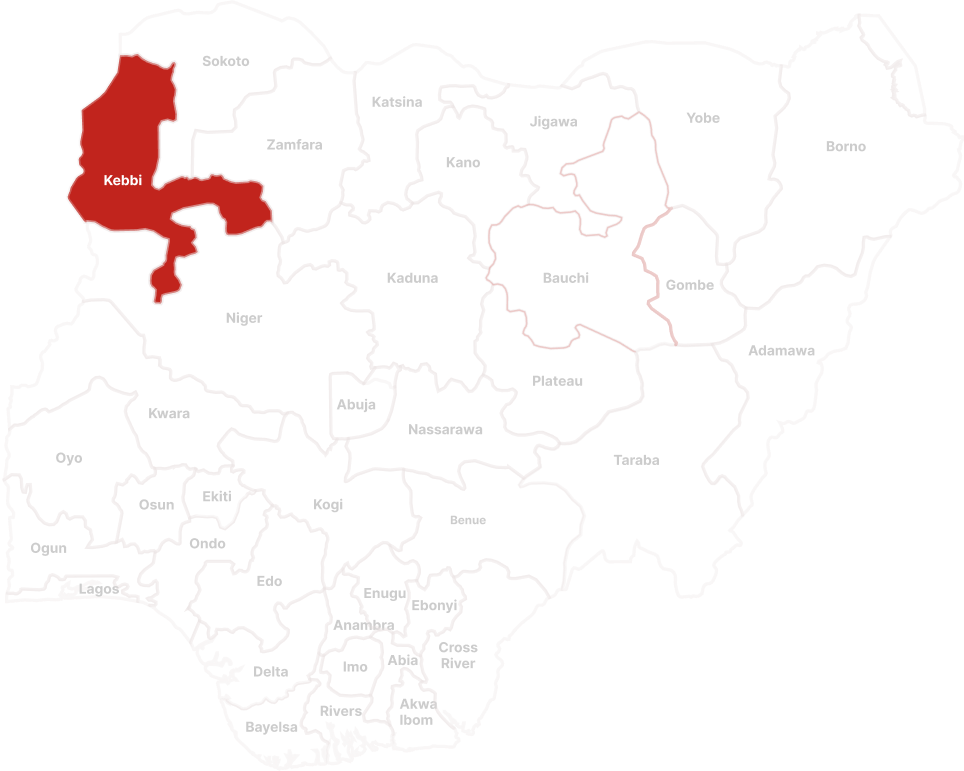 Sokoto
Katsina
Jigawa
Yobe
Borno
Zamfara
Kano
Kebbi
Kaduna
Bauchi
Gombe
Niger
Adamawa
Plateau
Abuja
Kwara
Nassarawa
Oyo
Taraba
Ekiti
Osun
Kogi
Benue
Ogun
Ondo
Edo
Lagos
Enugu
Ebonyi
Anambra
Cross
River
Abia
Imo
Delta
Akwa
Ibom
Rivers
Bayelsa